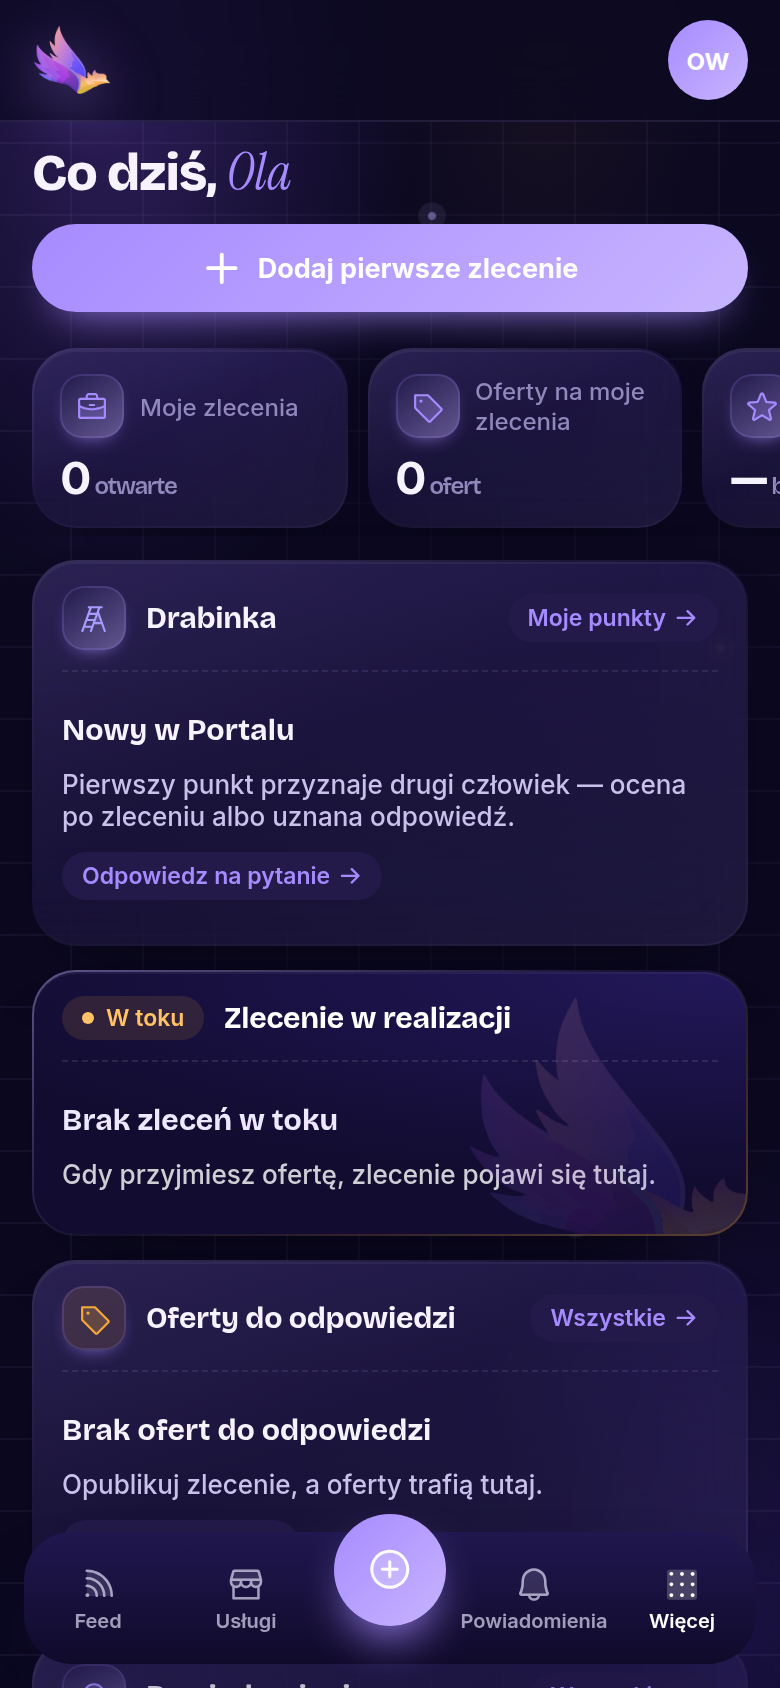 OW
Co dziś, Ola
Dodaj pierwsze zlecenie
Moje zlecenia
0 otwarte
Oferty na moje
zlecenia
0 ofert
—
Drabinka
Moje punkty →
Nowy w Portalu
Pierwszy punkt przyznaje drugi człowiek — ocena
po zleceniu albo uznana odpowiedź.
Odpowiedz na pytanie →
W toku
Zlecenie w realizacji
Brak zleceń w toku
Gdy przyjmiesz ofertę, zlecenie pojawi się tutaj.
Oferty do odpowiedzi
Wszystkie →
Brak ofert do odpowiedzi
Opublikuj zlecenie, a oferty trafią tutaj.
Feed
Usługi
Powiadomienia
Więcej